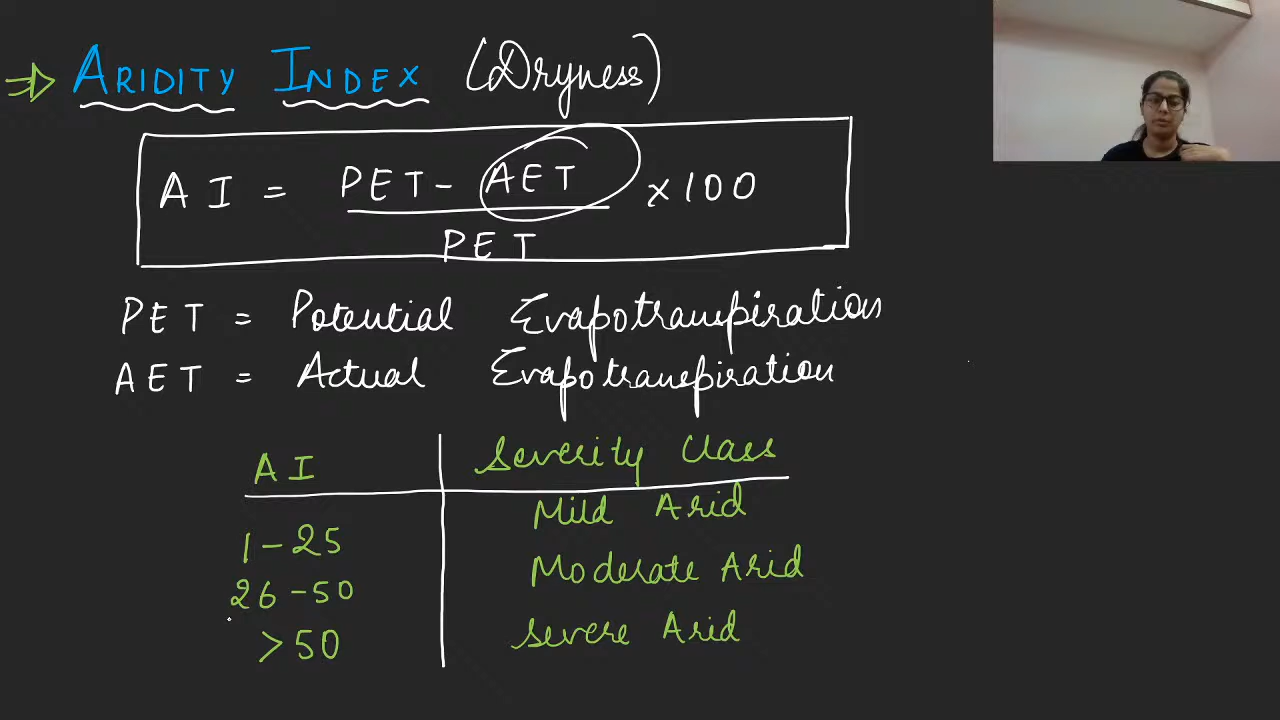 ⇒ ARIDITY INDEX (Dryness)
AI = PET - AET / PET × 100
PET = Potential Evapotranspiration
AET = Actual Evapotranspiration
AI Severity Class
1-25 Mild Arid
26-50 Moderate Arid
>50 Severe Arid